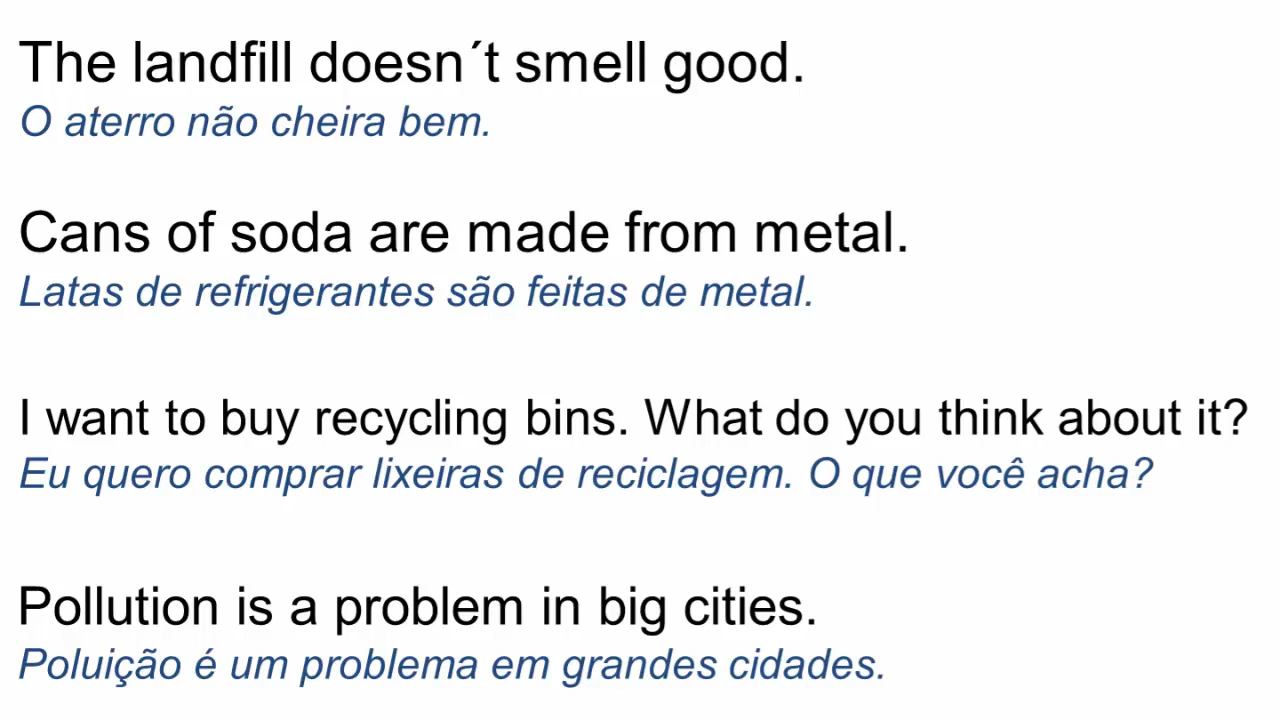 The landfill doesn´t smell good.
O aterro não cheira bem.
Cans of soda are made from metal.
Latas de refrigerantes são feitas de metal.
I want to buy recycling bins. What do you think about it?
Eu quero comprar lixeiras de reciclagem. O que você acha?
Pollution is a problem in big cities.
Poluição é um problema em grandes cidades.